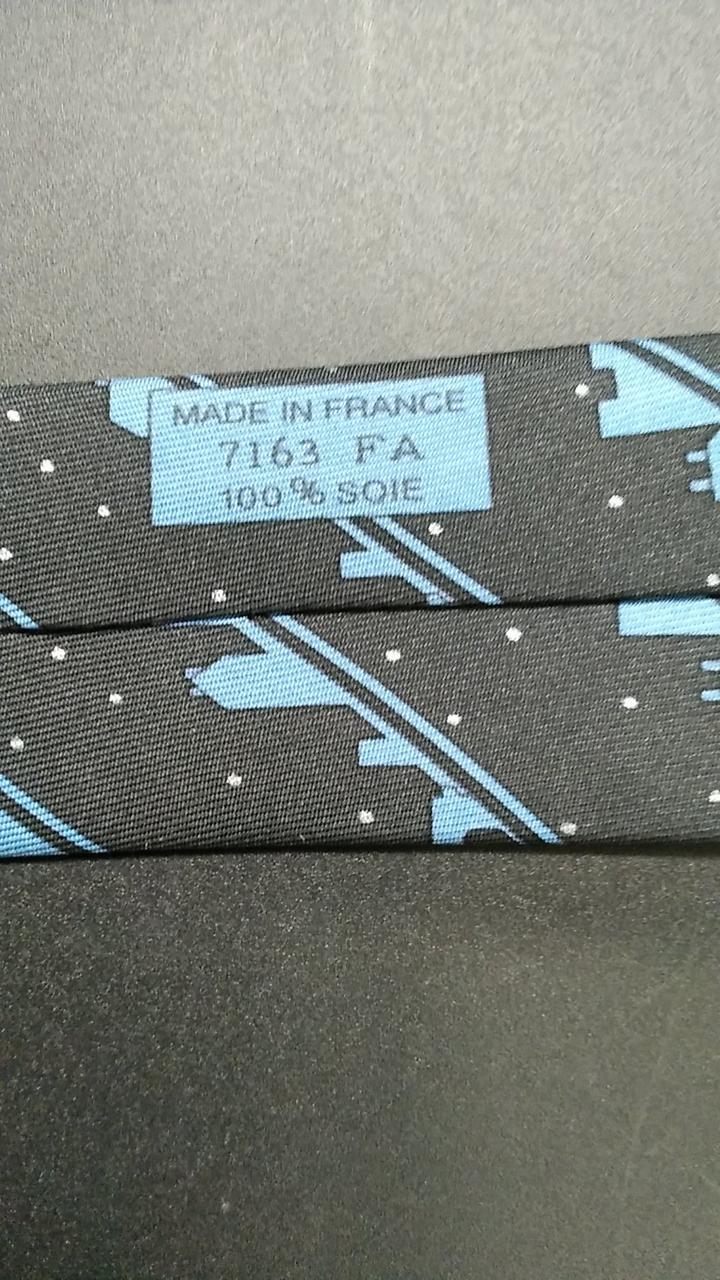 MADE IN FRANCE
7163 FA
100% SOIE